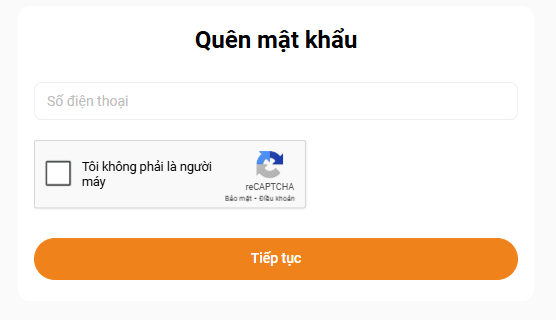 Quên mật khẩu
Số điện thoại
Tôi không phải là người
máy
reCAPTCHA
Bảo mật • Điều khoản
Tiếp tục